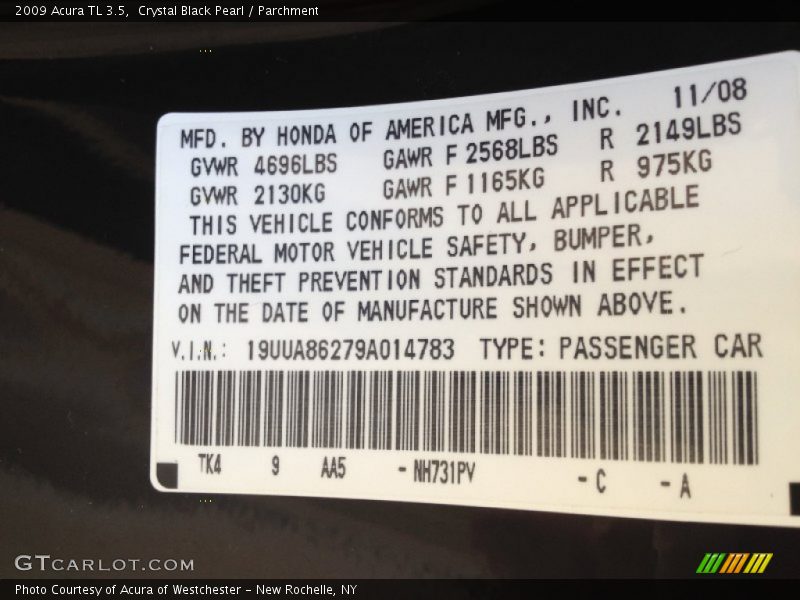 2009 Acura TL 3.5,  Crystal Black Pearl / Parchment
MFD. BY HONDA OF AMERICA MFG., INC. 11/08
GVWR 4696LBS GAWR F 2568LBS R 2149LBS
GVWR 2130KG GAWR F 1165KG R 975KG
THIS VEHICLE CONFORMS TO ALL APPLICABLE
FEDERAL MOTOR VEHICLE SAFETY, BUMPER,
AND THEFT PREVENTION STANDARDS IN EFFECT
ON THE DATE OF MANUFACTURE SHOWN ABOVE.
V.I.N.: 19UUA86279A014783 TYPE: PASSENGER CAR
TK4 9 AA5 -NH731PV -C -A
GTCARLOT.COM
Photo Courtesy of Acura of Westchester - New Rochelle, NY